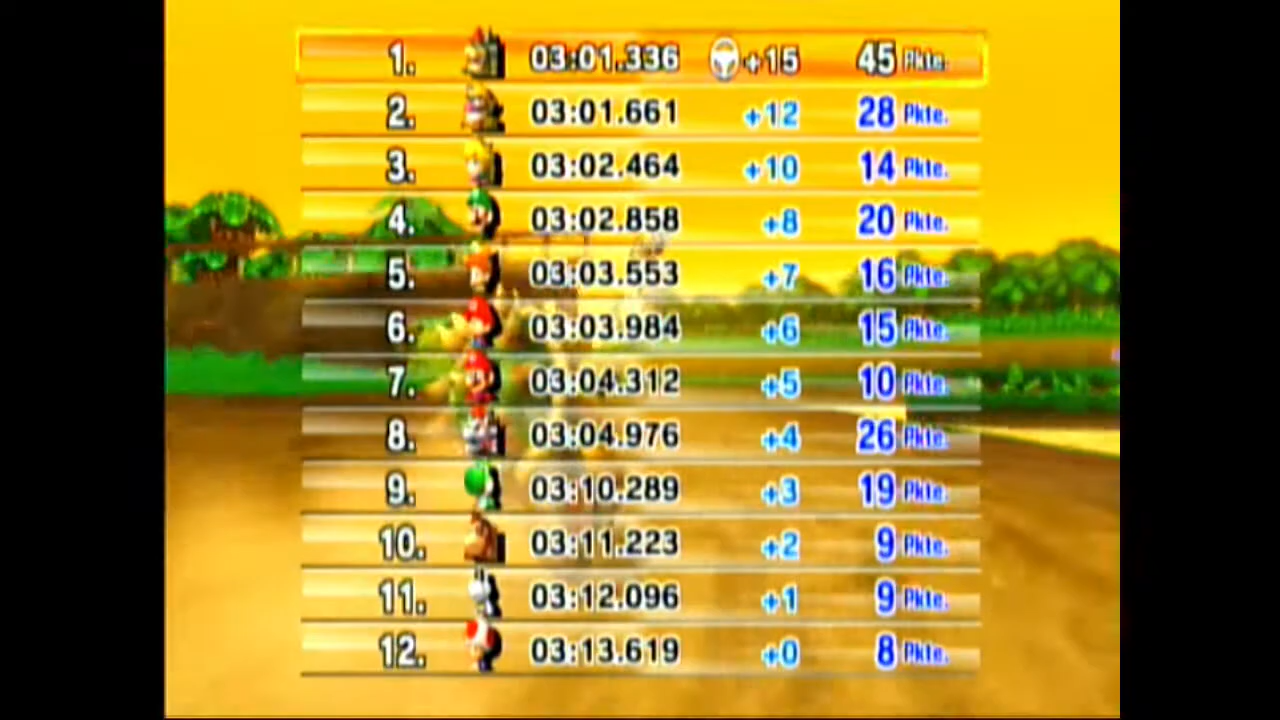 1. 03:01.336 +15 45 Pkte.
2. 03:01.661 +12 28 Pkte.
3. 03:02.464 +10 14 Pkte.
4. 03:02.858 +8 20 Pkte.
5. 03:03.553 +7 16 Pkte.
6. 03:03.984 +6 15 Pkte.
7. 03:04.312 +5 10 Pkte.
8. 03:04.976 +4 26 Pkte.
9. 03:10.289 +3 19 Pkte.
10. 03:11.223 +2 9 Pkte.
11. 03:12.096 +1 9 Pkte.
12. 03:13.619 +0 8 Pkte.